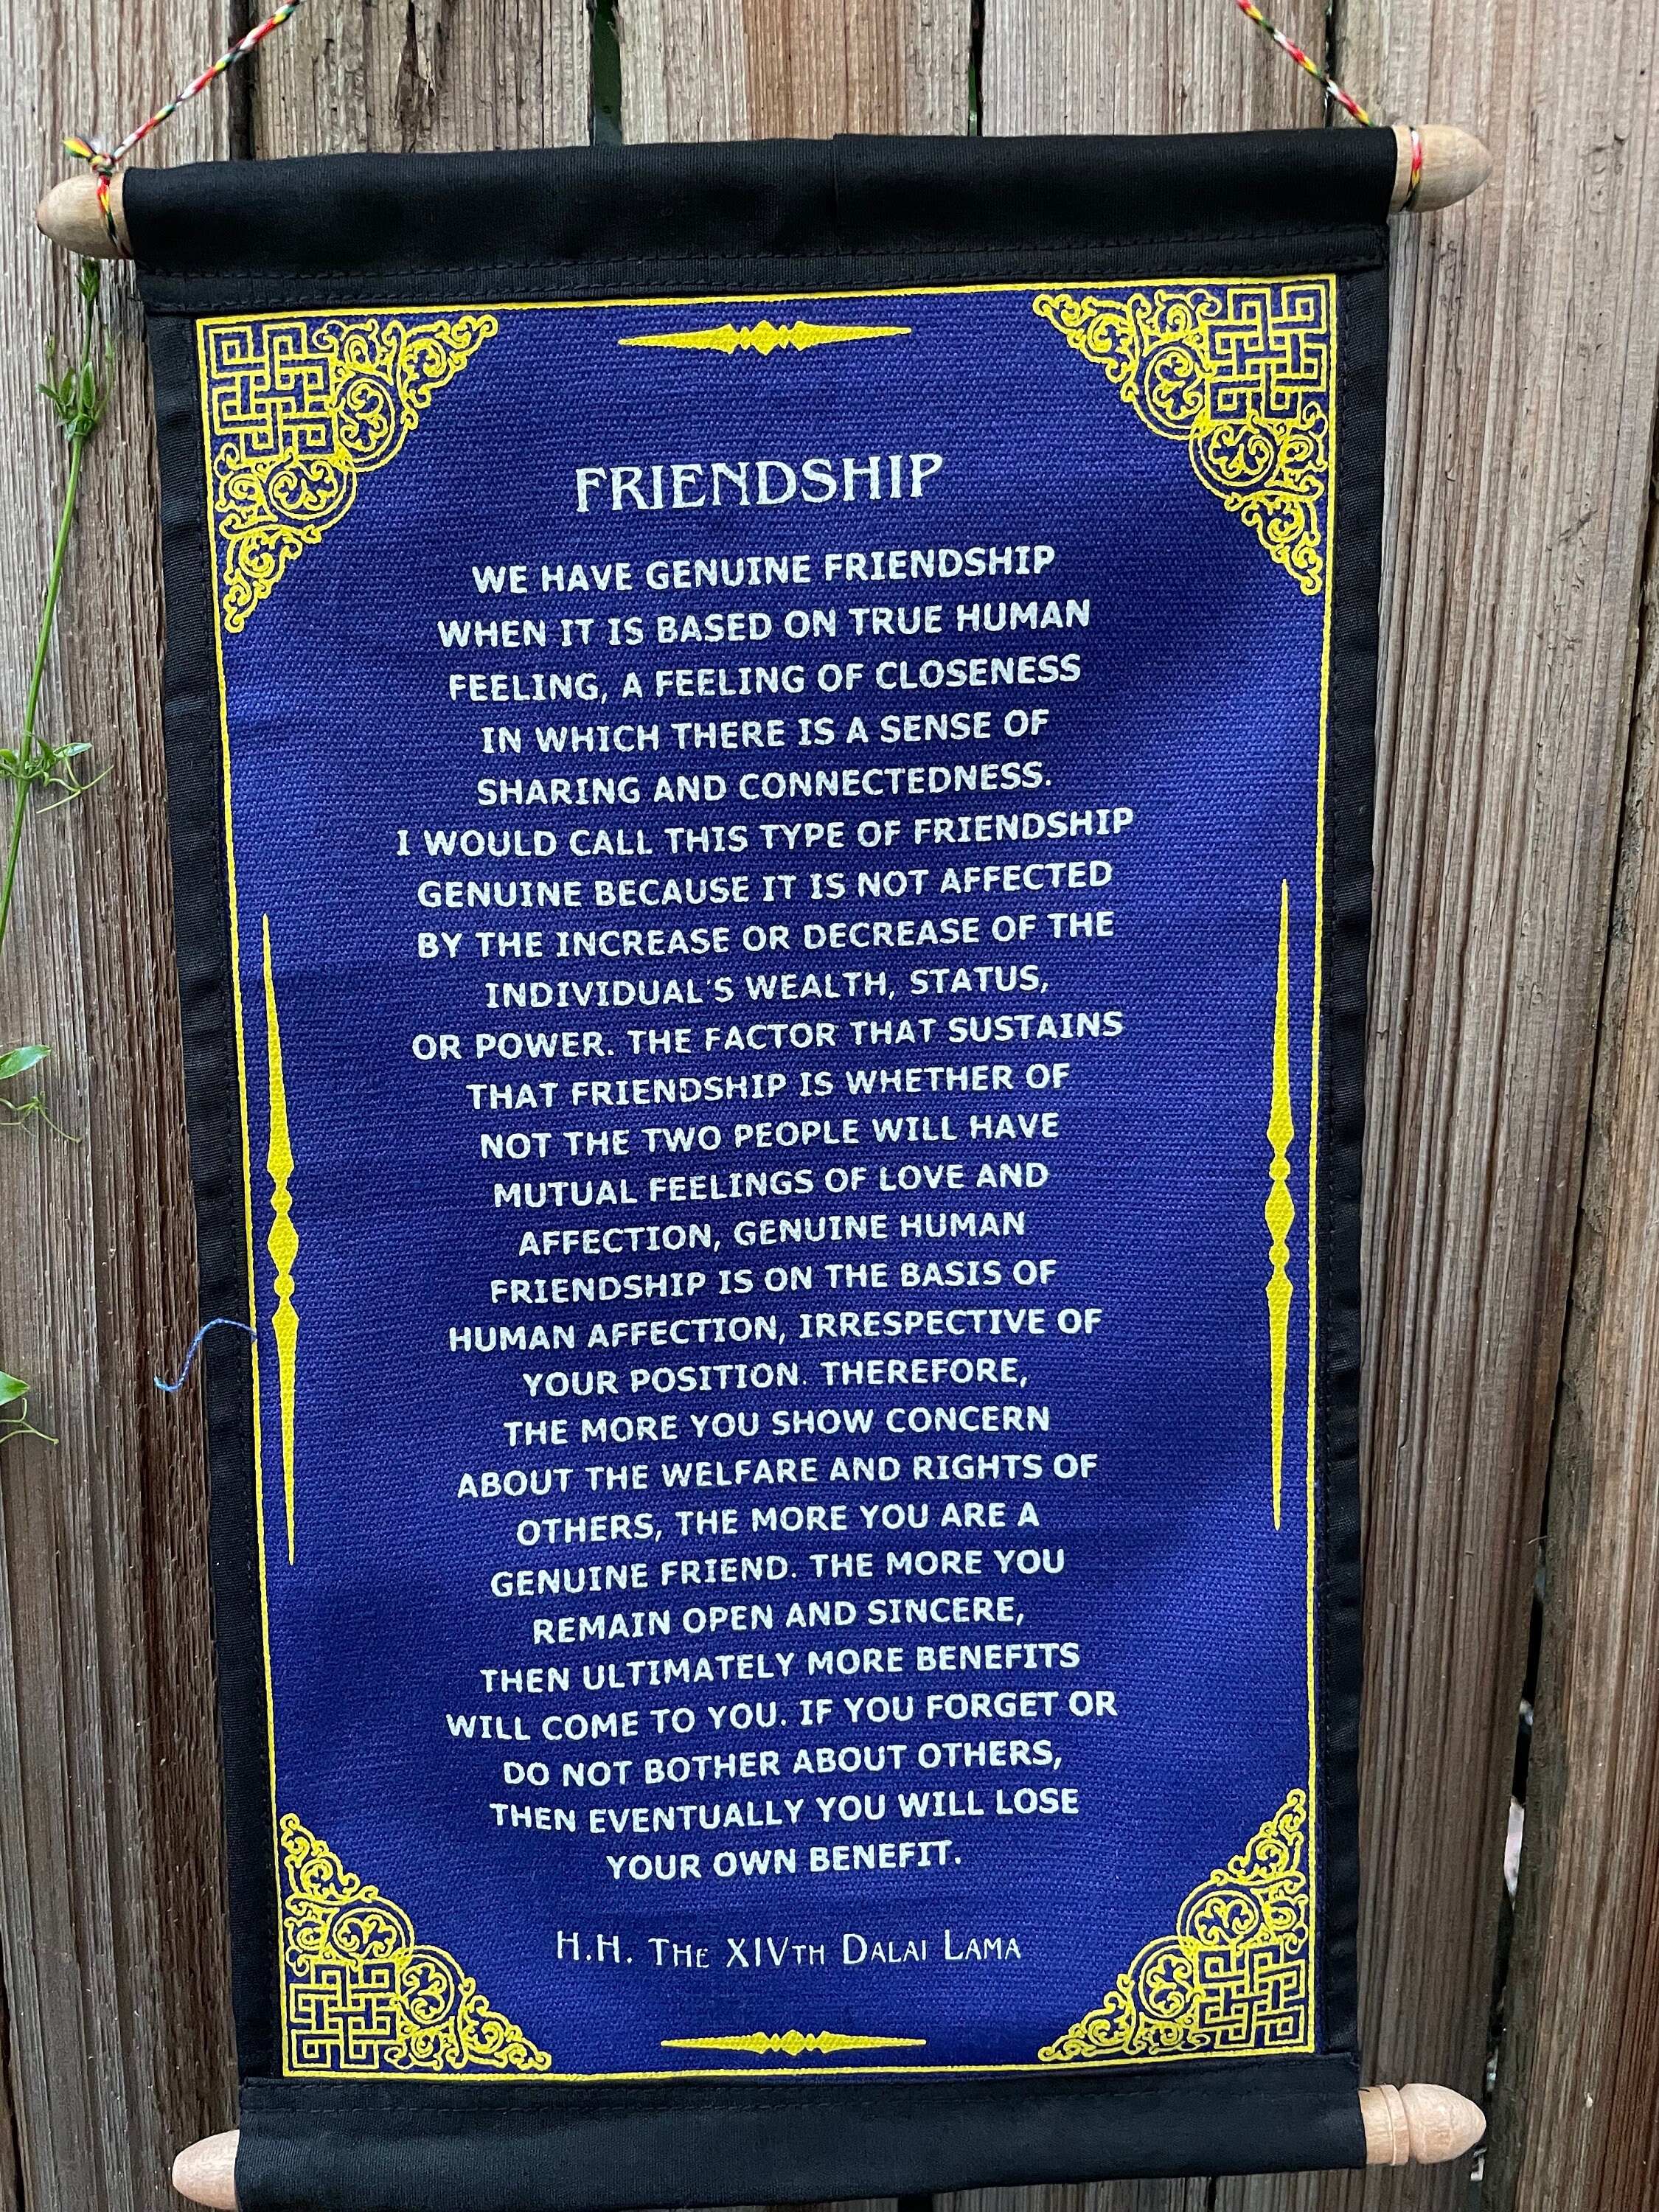 FRIENDSHIP
WE HAVE GENUINE FRIENDSHIP
WHEN IT IS BASED ON TRUE HUMAN
FEELING, A FEELING OF CLOSENESS
IN WHICH THERE IS A SENSE OF
SHARING AND CONNECTEDNESS.
I WOULD CALL THIS TYPE OF FRIENDSHIP
GENUINE BECAUSE IT IS NOT AFFECTED
BY THE INCREASE OR DECREASE OF THE
INDIVIDUAL'S WEALTH, STATUS,
OR POWER. THE FACTOR THAT SUSTAINS
THAT FRIENDSHIP IS WHETHER OF
NOT THE TWO PEOPLE WILL HAVE
MUTUAL FEELINGS OF LOVE AND
AFFECTION, GENUINE HUMAN
FRIENDSHIP IS ON THE BASIS OF
HUMAN AFFECTION, IRRESPECTIVE OF
YOUR POSITION. THEREFORE,
THE MORE YOU SHOW CONCERN
ABOUT THE WELFARE AND RIGHTS OF
OTHERS, THE MORE YOU ARE A
GENUINE FRIEND. THE MORE YOU
REMAIN OPEN AND SINCERE,
THEN ULTIMATELY MORE BENEFITS
WILL COME TO YOU. IF YOU FORGET OR
DO NOT BOTHER ABOUT OTHERS,
THEN EVENTUALLY YOU WILL LOSE
YOUR OWN BENEFIT.
H.H. THE XIVTH DALAI LAMA